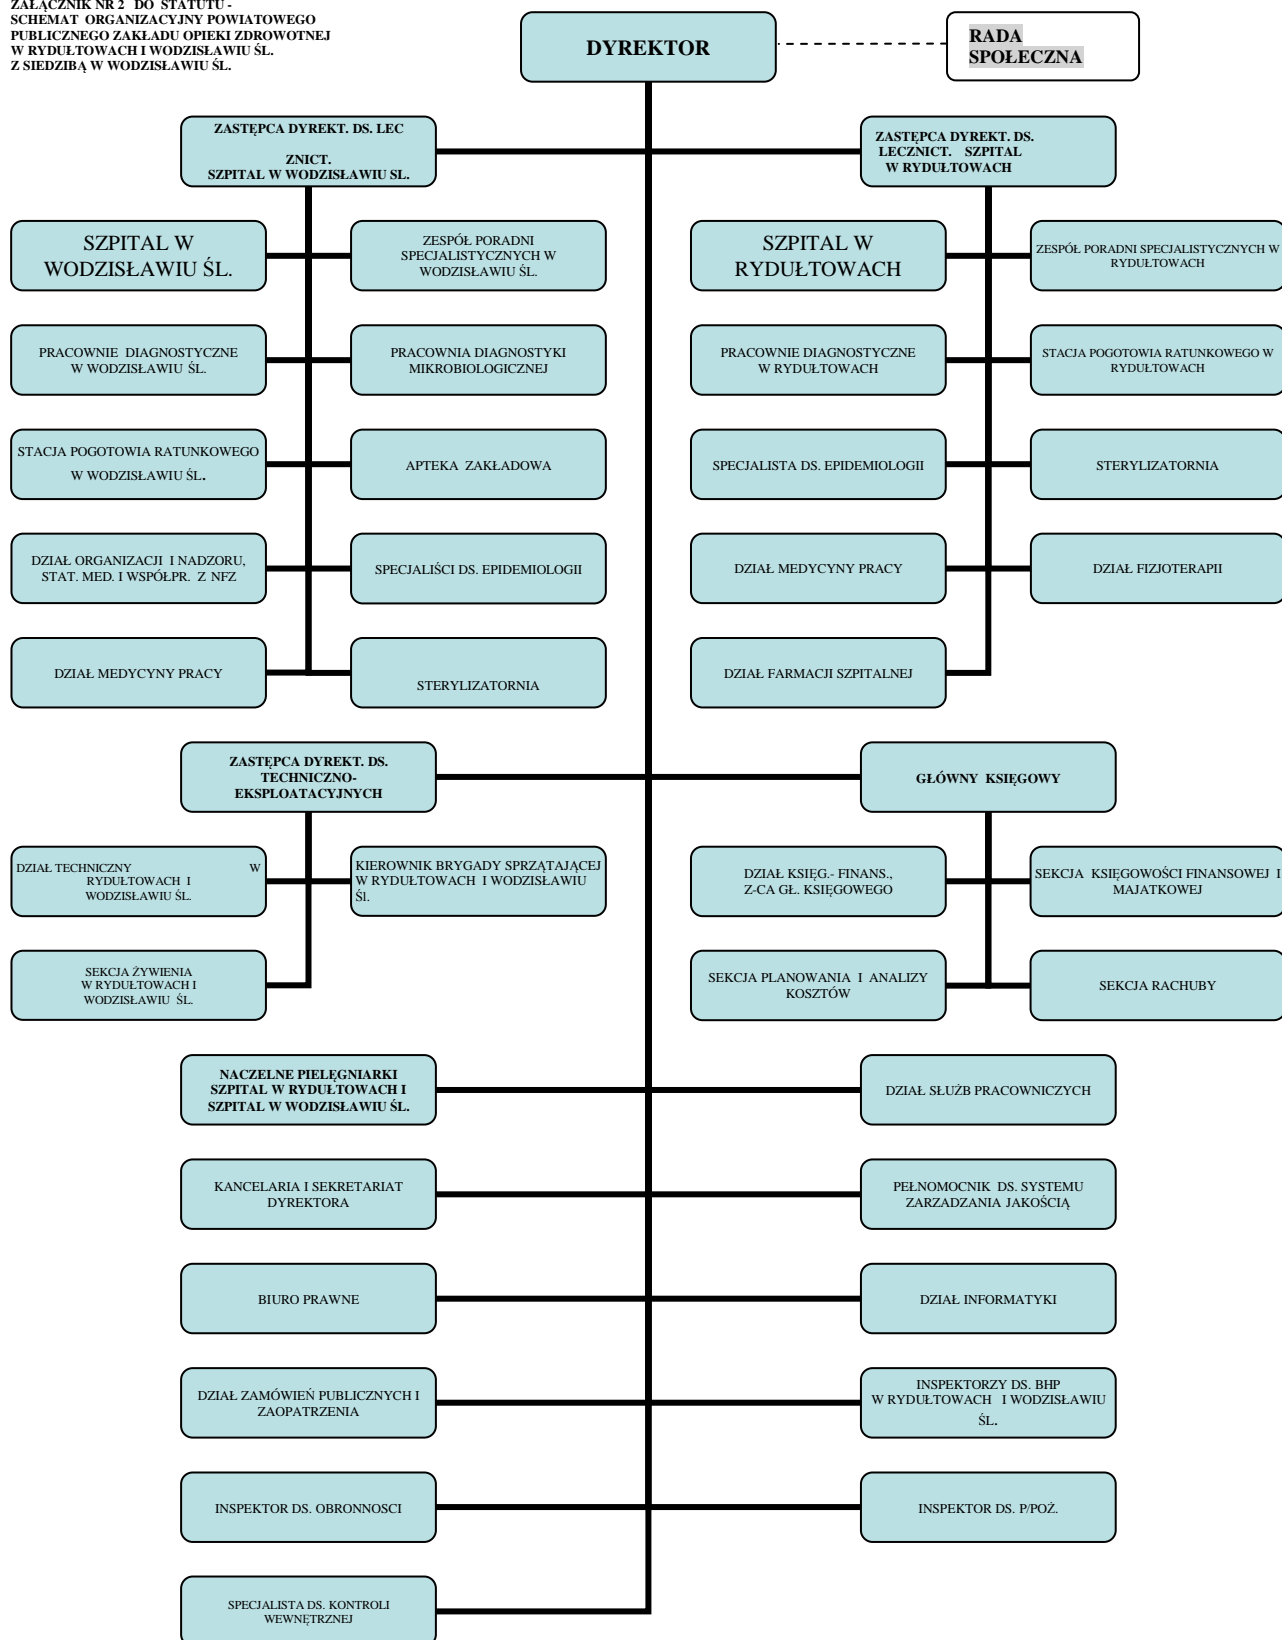 ZAŁĄCZNIK NR 2 DO STATUTU -
SCHEMAT ORGANIZACYJNY POWIATOWEGO
PUBLICZNEGO ZAKŁADU OPIEKI ZDROWOTNEJ
W RYDUŁTOWACH I WODZISŁAWIU ŚL.
Z SIEDZIBĄ W WODZISŁAWIU ŚL.
DYREKTOR
RADA
SPOŁECZNA
ZASTĘPCA DYREKT. DS. LEC
ZNICT.
SZPITAL W WODZISŁAWIU SL.
ZASTĘPCA DYREKT. DS.
LECZNICT. SZPITAL
W RYDUŁTOWACH
SZPITAL W
WODZISŁAWIU ŚL.
ZESPÓŁ PORADNI
SPECJALISTYCZNYCH W
WODZISŁAWIU ŚL.
SZPITAL W
RYDUŁTOWACH
ZESPÓŁ PORADNI SPECJALISTYCZNYCH W
RYDUŁTOWACH
PRACOWNIE DIAGNOSTYCZNE
W WODZISŁAWIU ŚL.
PRACOWNIA DIAGNOSTYKI
MIKROBIOLOGICZNEJ
PRACOWNIE DIAGNOSTYCZNE
W RYDUŁTOWACH
STACJA POGOTOWIA RATUNKOWEGO W
RYDUŁTOWACH
STACJA POGOTOWIA RATUNKOWEGO
W WODZISŁAWIU ŚL.
APTEKA ZAKŁADOWA
SPECJALISTA DS. EPIDEMIOLOGII
STERYLIZATORNIA
DZIAŁ ORGANIZACJI I NADZORU,
STAT. MED. I WSPÓŁPR. Z NFZ
SPECJALIŚCI DS. EPIDEMIOLOGII
DZIAŁ MEDYCYNY PRACY
DZIAŁ FIZJOTERAPII
DZIAŁ MEDYCYNY PRACY
STERYLIZATORNIA
DZIAŁ FARMACJI SZPITALNEJ
ZASTĘPCA DYREKT. DS.
TECHNICZNO-
EKSPLOATACYJNYCH
GŁÓWNY KSIĘGOWY
DZIAŁ TECHNICZNY W
RYDUŁTOWACH I
WODZISŁAWIU ŚL.
KIEROWNIK BRYGADY SPRZĄTAJĄCEJ
W RYDUŁTOWACH I WODZISŁAWIU
Śl.
DZIAŁ KSIĘG.- FINANS.,
Z-CA GŁ. KSIĘGOWEGO
SEKCJA KSIĘGOWOŚCI FINANSOWEJ I
MAJATKOWEJ
SEKCJA ŻYWIENIA
W RYDUŁTOWACH I
WODZISŁAWIU ŚL.
SEKCJA PLANOWANIA I ANALIZY
KOSZTÓW
SEKCJA RACHUBY
NACZELNE PIELĘGNIARKI
SZPITAL W RYDUŁTOWACH I
SZPITAL W WODZISŁAWIU ŚL.
DZIAŁ SŁUŻB PRACOWNICZYCH
KANCELARIA I SEKRETARIAT
DYREKTORA
PEŁNOMOCNIK DS. SYSTEMU
ZARZADZANIA JAKOŚCIĄ
BIURO PRAWNE
DZIAŁ INFORMATYKI
DZIAŁ ZAMÓWIEŃ PUBLICZNYCH I
ZAOPATRZENIA
INSPEKTORZY DS. BHP
W RYDUŁTOWACH I WODZISŁAWIU
ŚL.
INSPEKTOR DS. OBRONNOSCI
INSPEKTOR DS. P/POŻ.
SPECJALISTA DS. KONTROLI
WEWNĘTRZNEJ